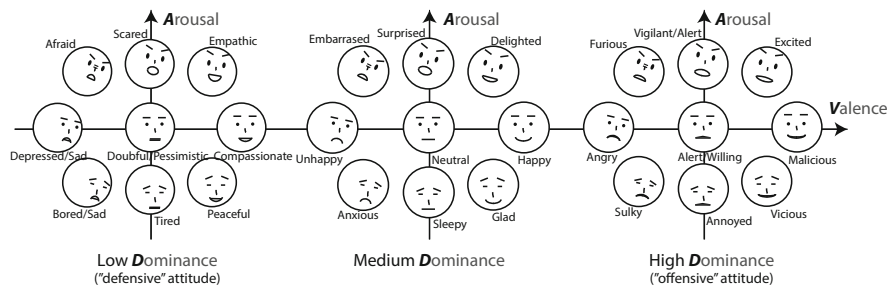 Arousal
Arousal
Arousal
Afraid
Scared
Empathic
Embarrased
Surprised
Delighted
Furious
Vigilant/Alert
Excited
Valence
Depressed/Sad
Doubful/Pessimistic
Compassionate
Unhappy
Neutral
Happy
Angry
Alert/Willing
Malicious
Bored/Sad
Tired
Peaceful
Anxious
Sleepy
Glad
Sulky
Annoyed
Vicious
Low Dominance
("defensive" attitude)
Medium Dominance
High Dominance
("offensive" attitude)